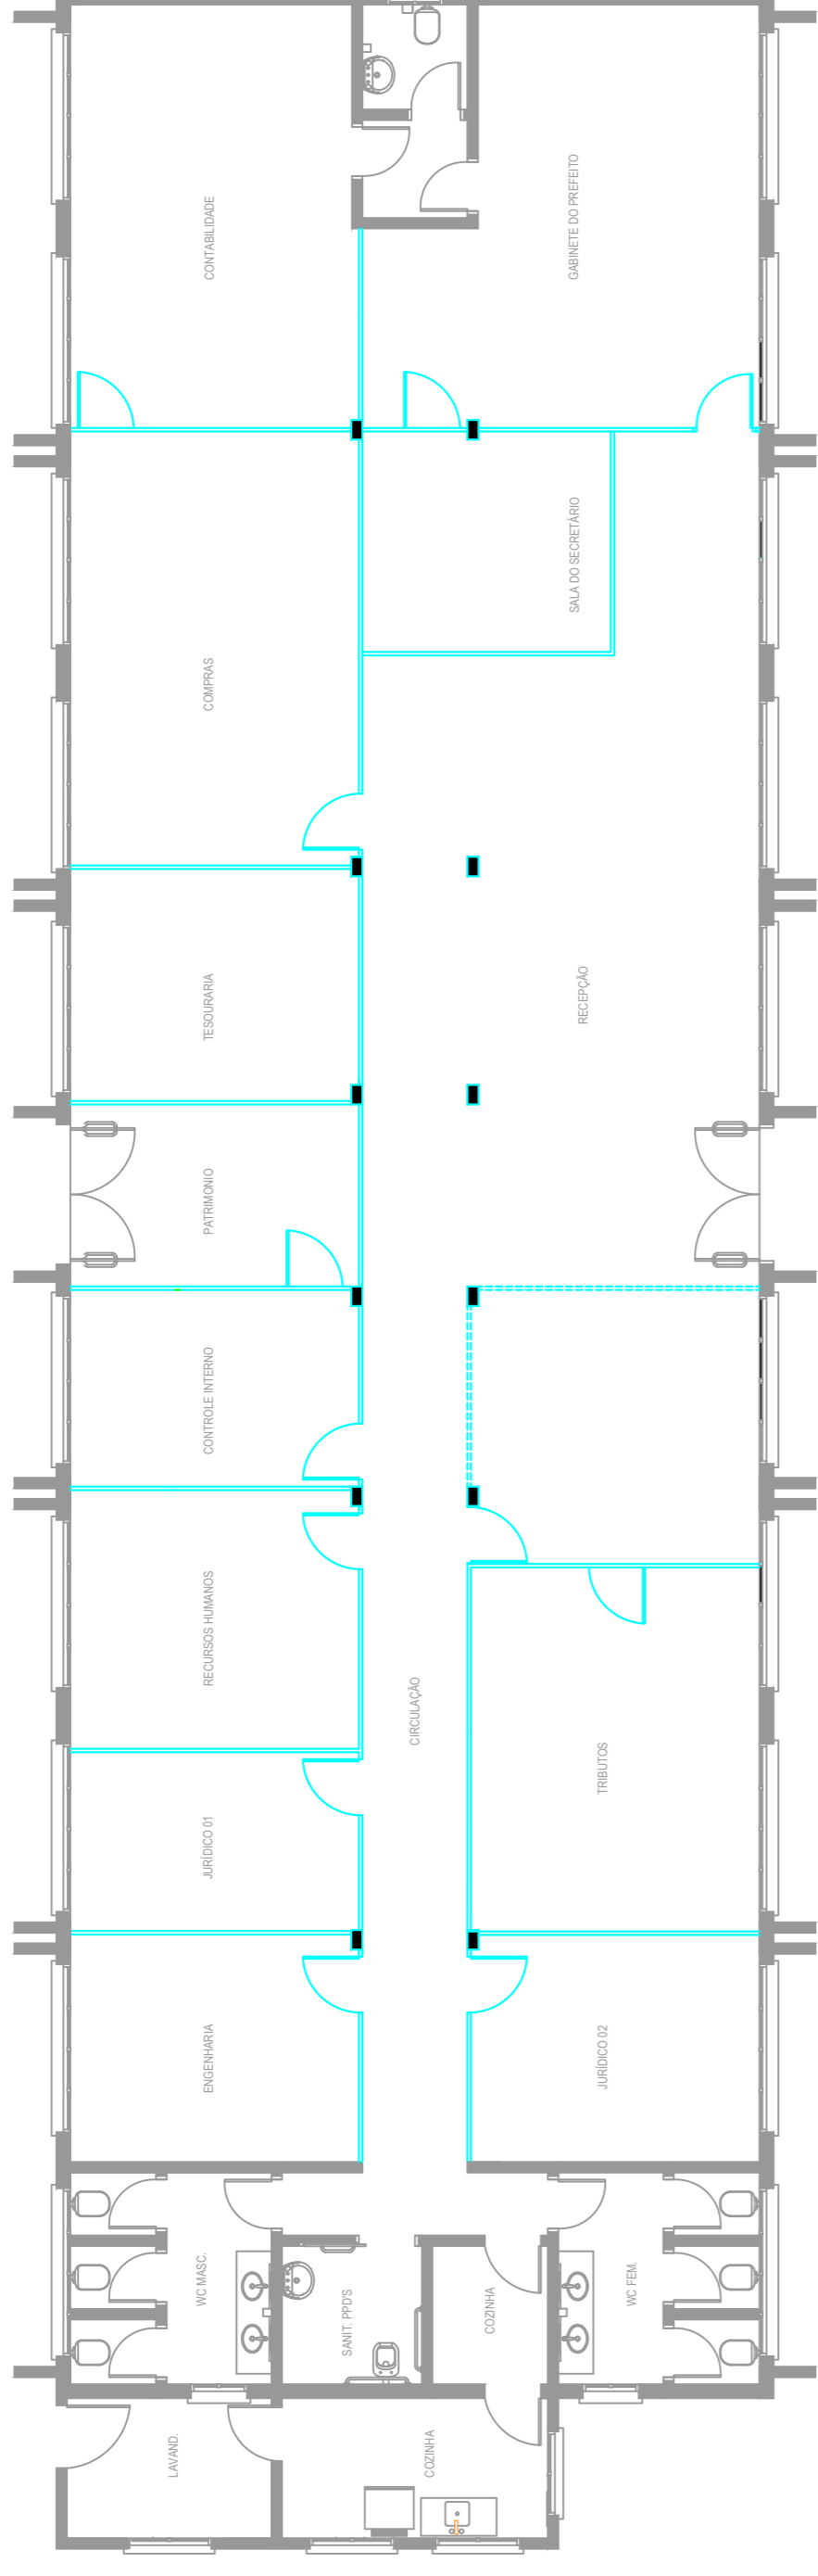 CONTABILIDADE
GABINETE DO PREFEITO
SALA DO SECRETÁRIO
COMPRAS
TESOURARIA
RECEPÇÃO
PATRIMONIO
CONTROLE INTERNO
RECURSOS HUMANOS
CIRCULAÇÃO
TRIBUTOS
JURÍDICO 01
ENGENHARIA
JURÍDICO 02
WC MASC.
SANIT. PPD'S
COZINHA
WC FEM.
LAVAND.
COZINHA